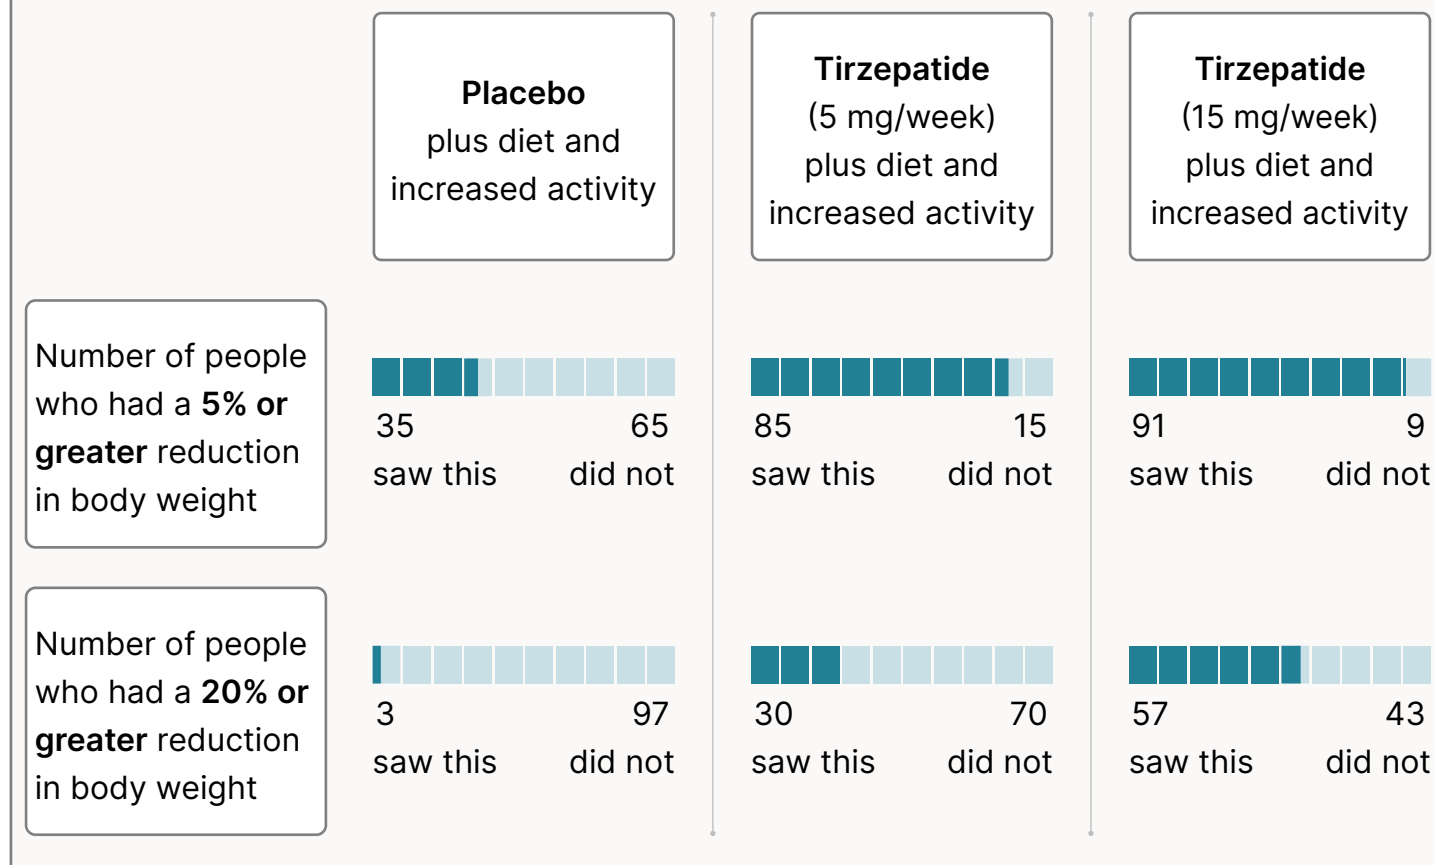 Placebo
plus diet and
increased activity
Tirzepatide
(5 mg/week)
plus diet and
increased activity
Tirzepatide
(15 mg/week)
plus diet and
increased activity
Number of people
who had a 5% or
greater reduction
in body weight
35 65
saw this did not
85 15
saw this did not
91 9
saw this did not
Number of people
who had a 20% or
greater reduction
in body weight
3 97
saw this did not
30 70
saw this did not
57 43
saw this did not